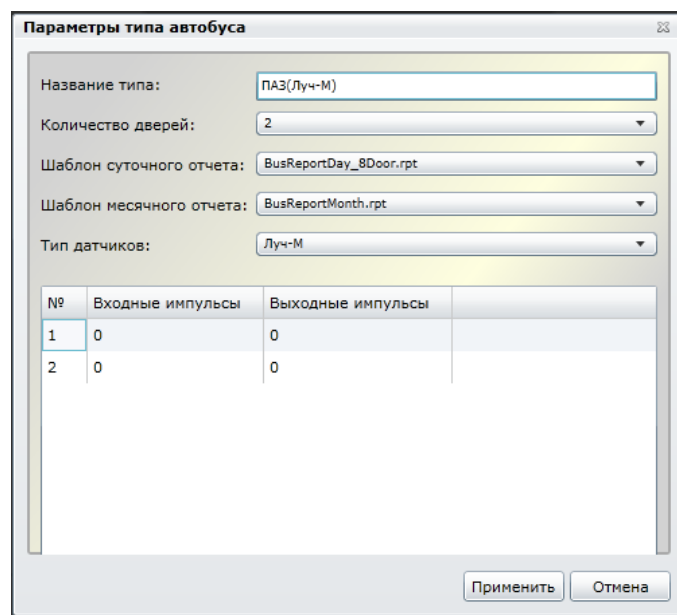 Параметры типа автобуса
Название типа: ПАЗ(Луч-М)
Количество дверей: 2
Шаблон суточного отчета: BusReportDay_8Door.rpt
Шаблон месячного отчета: BusReportMonth.rpt
Тип датчиков: Луч-М
№ Входные импульсы Выходные импульсы
1 0 0
2 0 0
Применить Отмена